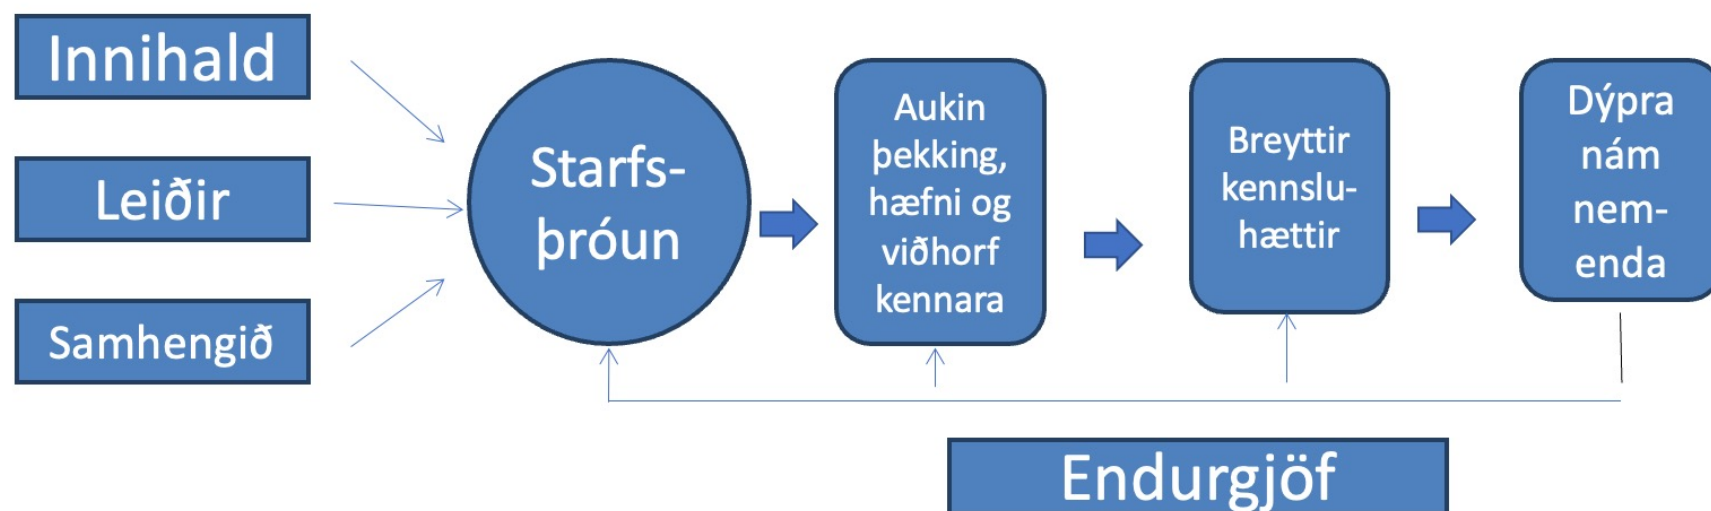 Innihald
Leiðir
Samhengið
Starfs-
þróun
Aukin
þekking,
hæfni og
viðhorf
kennara
Breyttir
kennslu-
hættir
Dýpra
nám
nem-
enda
Endurgjöf